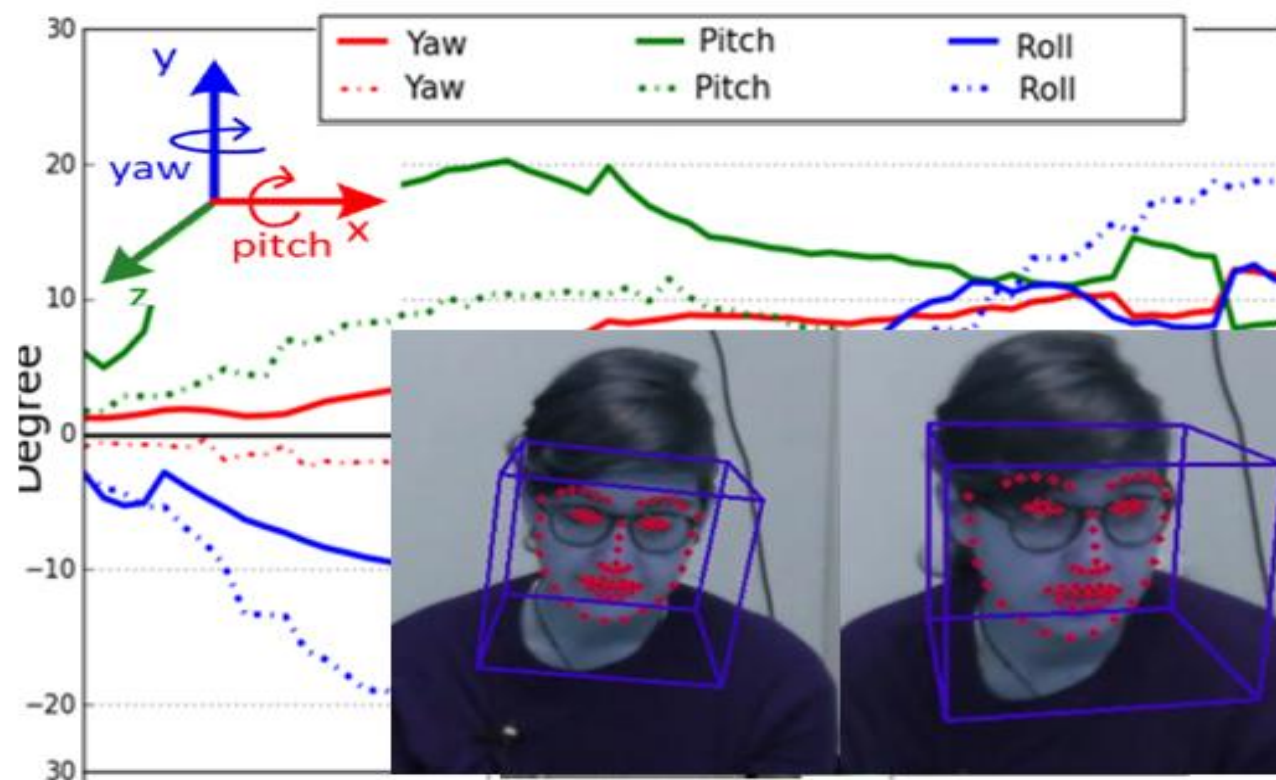 30
Yaw Pitch Roll
Yaw Pitch Roll
y
yaw
20
pitch x
z
10
Degree
0
−10
−20
30